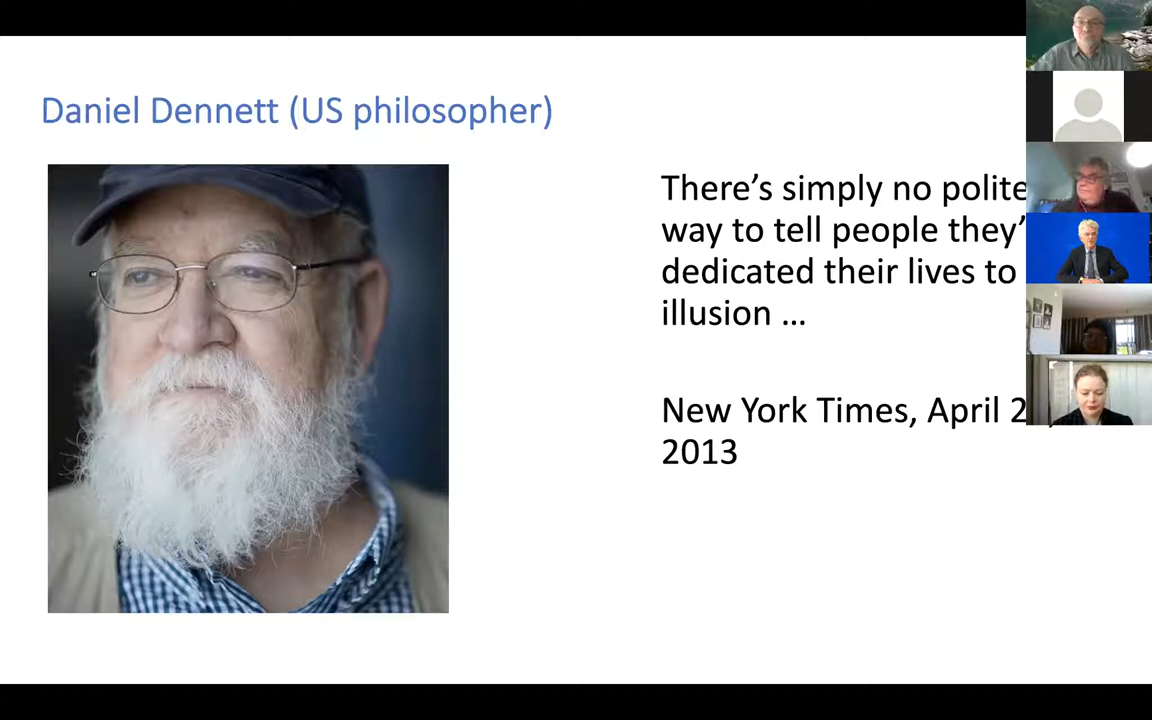 Daniel Dennett (US philosopher)
There’s simply no polite
way to tell people they’
dedicated their lives to
illusion …
New York Times, April 2
2013